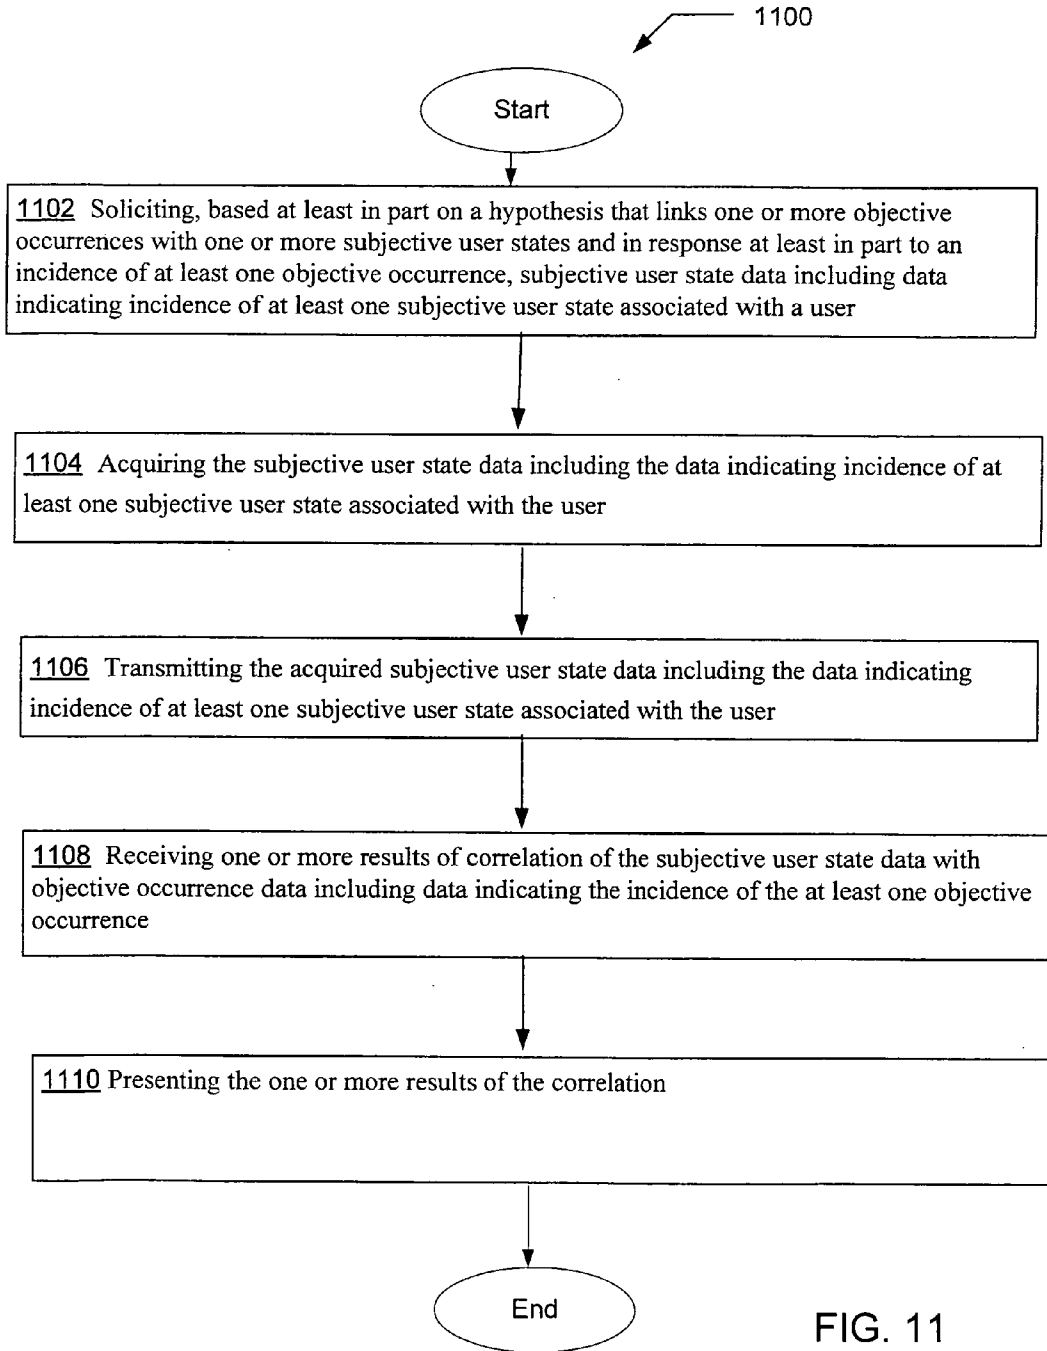 1100
Start
1102 Soliciting, based at least in part on a hypothesis that links one or more objective
occurrences with one or more subjective user states and in response at least in part to an
incidence of at least one objective occurrence, subjective user state data including data
indicating incidence of at least one subjective user state associated with a user
1104 Acquiring the subjective user state data including the data indicating incidence of at
least one subjective user state associated with the user
1106 Transmitting the acquired subjective user state data including the data indicating
incidence of at least one subjective user state associated with the user
1108 Receiving one or more results of correlation of the subjective user state data with
objective occurrence data including data indicating the incidence of the at least one objective
occurrence
1110 Presenting the one or more results of the correlation
End
FIG. 11